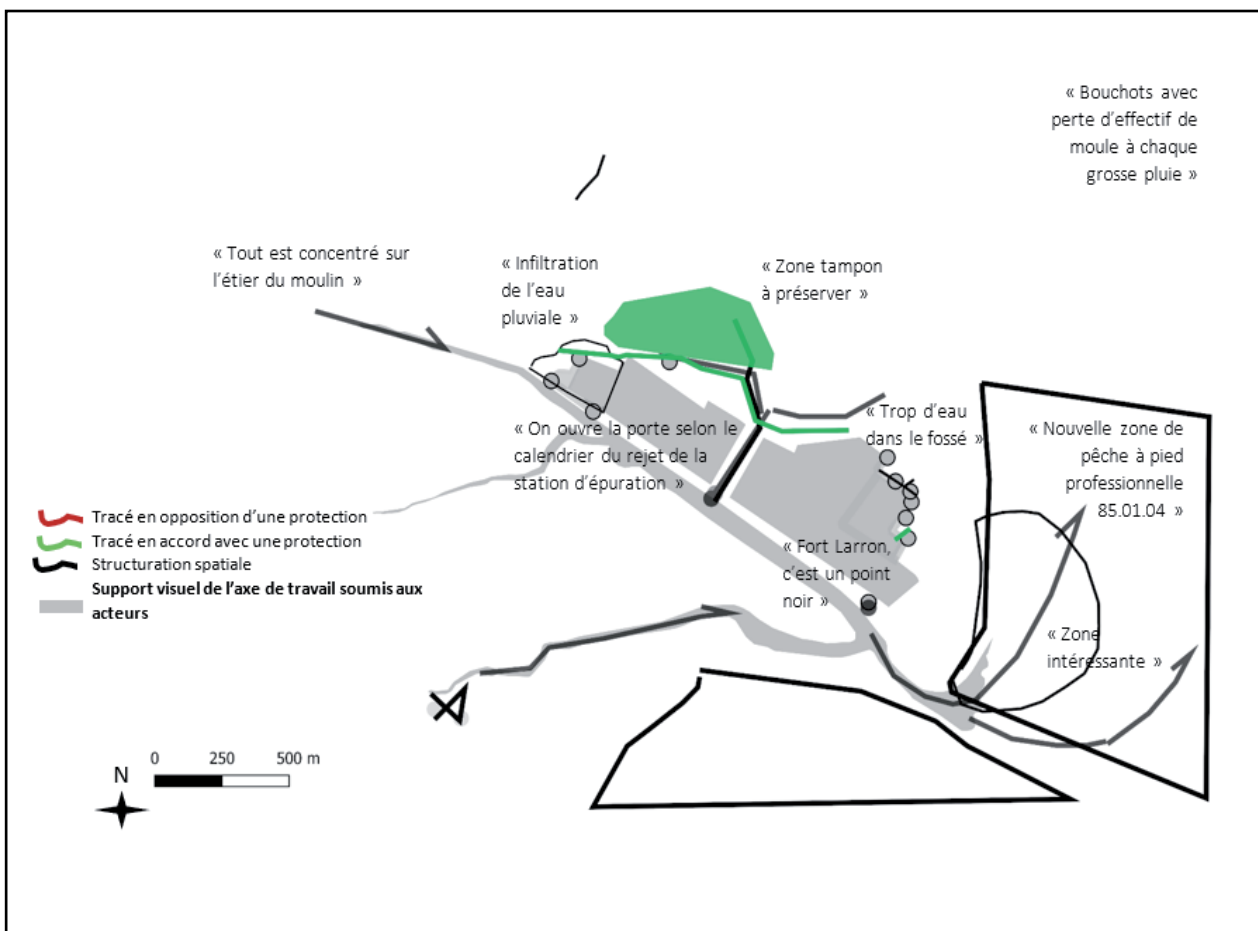 « Bouchots avec
perte d’effectif de
moule à chaque
grosse pluie »
« Tout est concentré sur
l’étier du moulin »
« Infiltration
de l’eau
pluviale »
« Zone tampon
à préserver »
« On ouvre la porte selon le
calendrier du rejet de la
station d’épuration »
« Trop d’eau
dans le fossé »
« Nouvelle zone de
pêche à pied
professionnelle
85.01.04 »
« Fort Larron,
c’est un point
noir »
« Zone
intéressante »
Tracé en opposition d’une protection
Tracé en accord avec une protection
Structuration spatiale
Support visuel de l’axe de travail soumis aux
acteurs
N
0 250 500 m